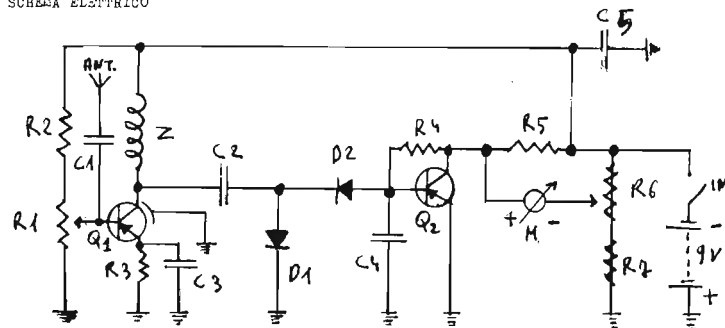 SCHEMA ELETTRICO
C5
ANT.
R2
C1
Z
C2
D2
R4
R5
R6
R1
Q1
Q2
+
M
-
-
9V
R3
C3
D1
C4
R7
+